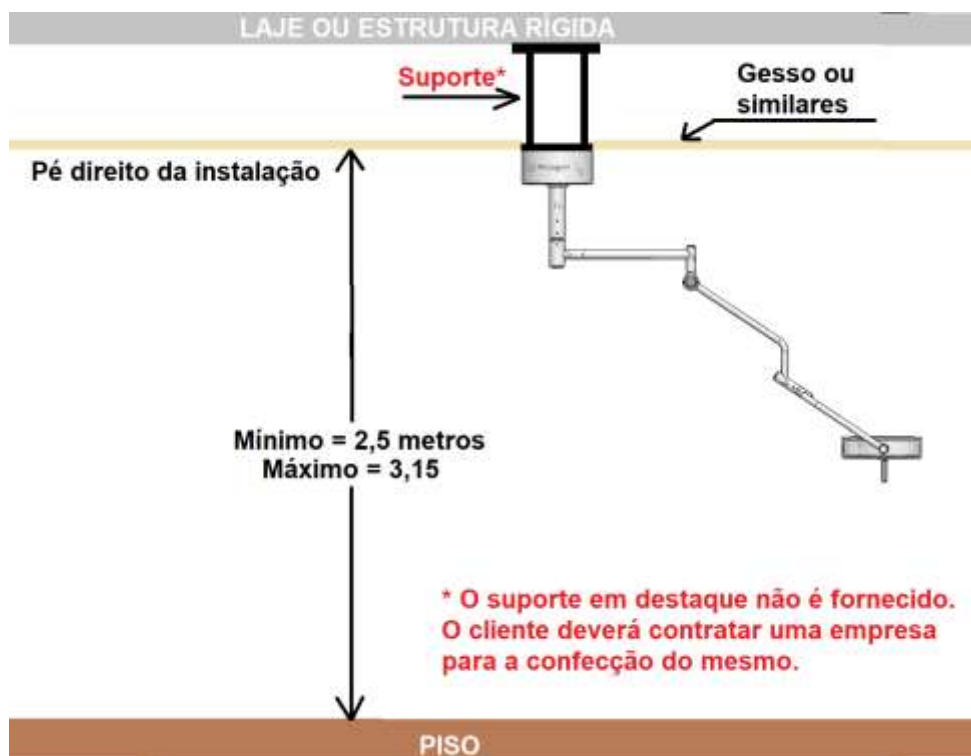 LAJE OU ESTRUTURA RÍGIDA
Suporte*
Gesso ou
similares
Pé direito da instalação
Mínimo = 2,5 metros
Máximo = 3,15
* O suporte em destaque não é fornecido.
O cliente deverá contratar uma empresa
para a confecção do mesmo.
PISO